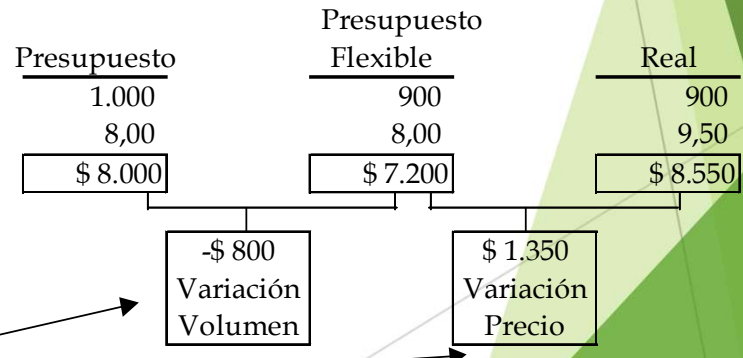 Presupuesto
Presupuesto Flexible Real
1.000 900 900
8,00 8,00 9,50
$ 8.000 $ 7.200 $ 8.550
-$ 800 $ 1.350
Variación Variación
Volumen Precio